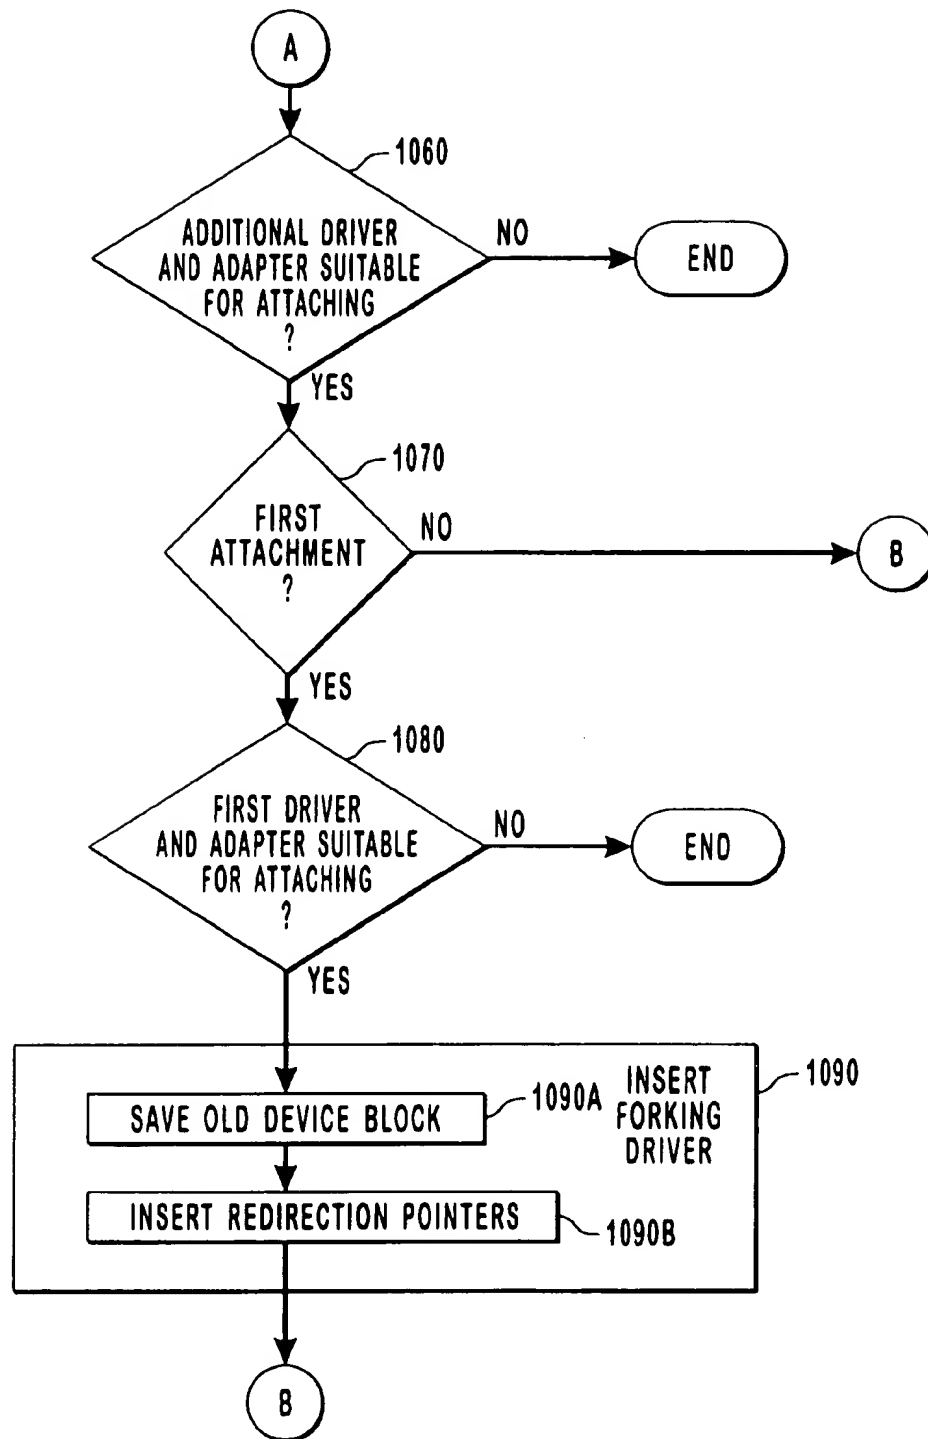 A
1060
ADDITIONAL DRIVER
AND ADAPTER SUITABLE
FOR ATTACHING
?
NO
END
YES
1070
FIRST
ATTACHMENT
?
NO
B
YES
1080
FIRST DRIVER
AND ADAPTER SUITABLE
FOR ATTACHING
?
NO
END
YES
1090
INSERT
FORKING
DRIVER
SAVE OLD DEVICE BLOCK
1090A
INSERT REDIRECTION POINTERS
1090B
B